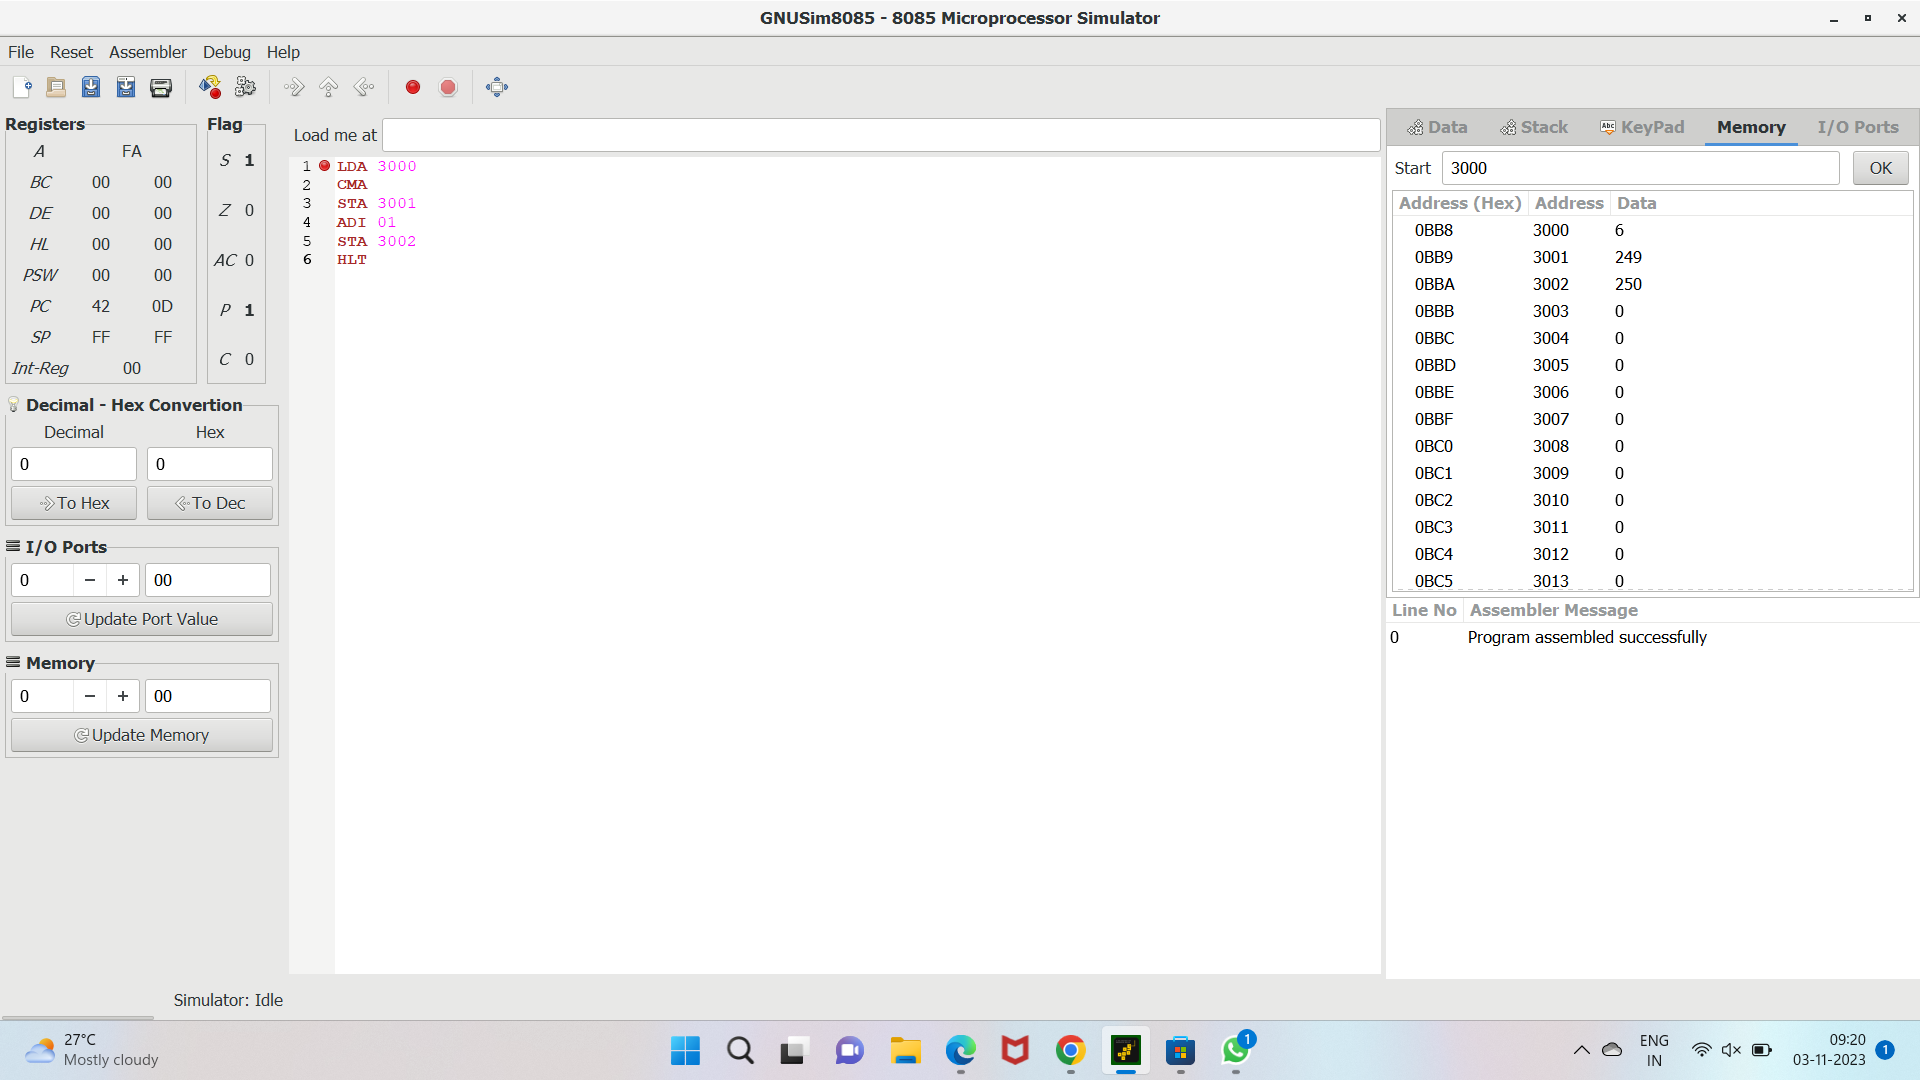 GNUSim8085 - 8085 Microprocessor Simulator
File Reset Assembler Debug Help
Registers
A FA
BC 00 00
DE 00 00
HL 00 00
PSW 00 00
PC 42 0D
SP FF FF
Int-Reg 00
Flag
S 1
Z 0
AC 0
P 1
C 0
Decimal - Hex Convertion
Decimal Hex
0 0
To Hex To Dec
I/O Ports
0 − + 00
Update Port Value
Memory
0 − + 00
Update Memory
Load me at
1 LDA 3000
2 CMA
3 STA 3001
4 ADI 01
5 STA 3002
6 HLT
Data Stack Abc KeyPad Memory I/O Ports
Start 3000 OK
Address (Hex) Address Data
0BB8 3000 6
0BB9 3001 249
0BBA 3002 250
0BBB 3003 0
0BBC 3004 0
0BBD 3005 0
0BBE 3006 0
0BBF 3007 0
0BC0 3008 0
0BC1 3009 0
0BC2 3010 0
0BC3 3011 0
0BC4 3012 0
0BC5 3013 0
Line No Assembler Message
0 Program assembled successfully
Simulator: Idle
27°C
Mostly cloudy
1
ENG
IN
09:20
03-11-2023
1